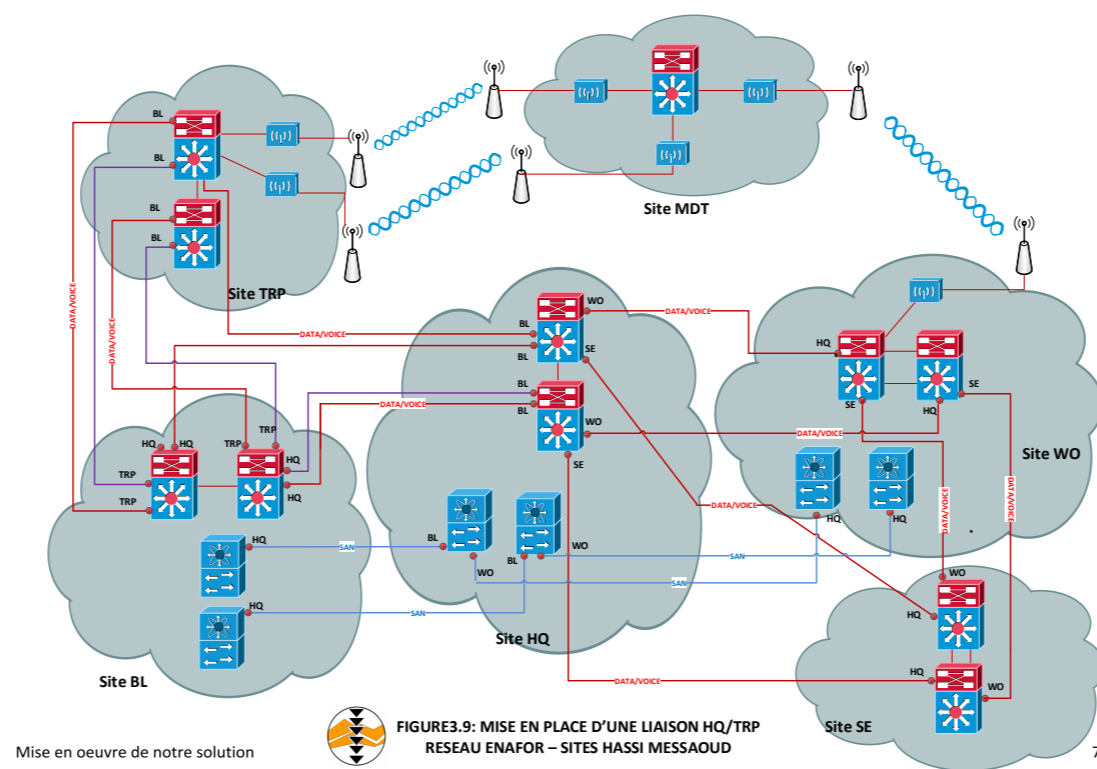 BL
BL
BL
BL
Site TRP
Site MDT
DATA/VOICE
DATA/VOICE
DATA/VOICE
WO
BL
BL
SE
BL
BL
WO
SE
DATA/VOICE
DATA/VOICE
HQ
SE
SE
HQ
DATA/VOICE
Site WO
HQ
HQ
TRP
TRP
HQ
HQ
TRP
TRP
HQ
HQ
DATA/VOICE
DATA/VOICE
DATA/VOICE
HQ
SAN
BL
WO
BL
WO
SAN
HQ
HQ
SAN
HQ
SAN
Site BL
Site HQ
WO
HQ
HQ
WO
DATA/VOICE
Site SE
FIGURE3.9: MISE EN PLACE D’UNE LIAISON HQ/TRP
RESEAU ENAFOR – SITES HASSI MESSAOUD
Mise en oeuvre de notre solution
7